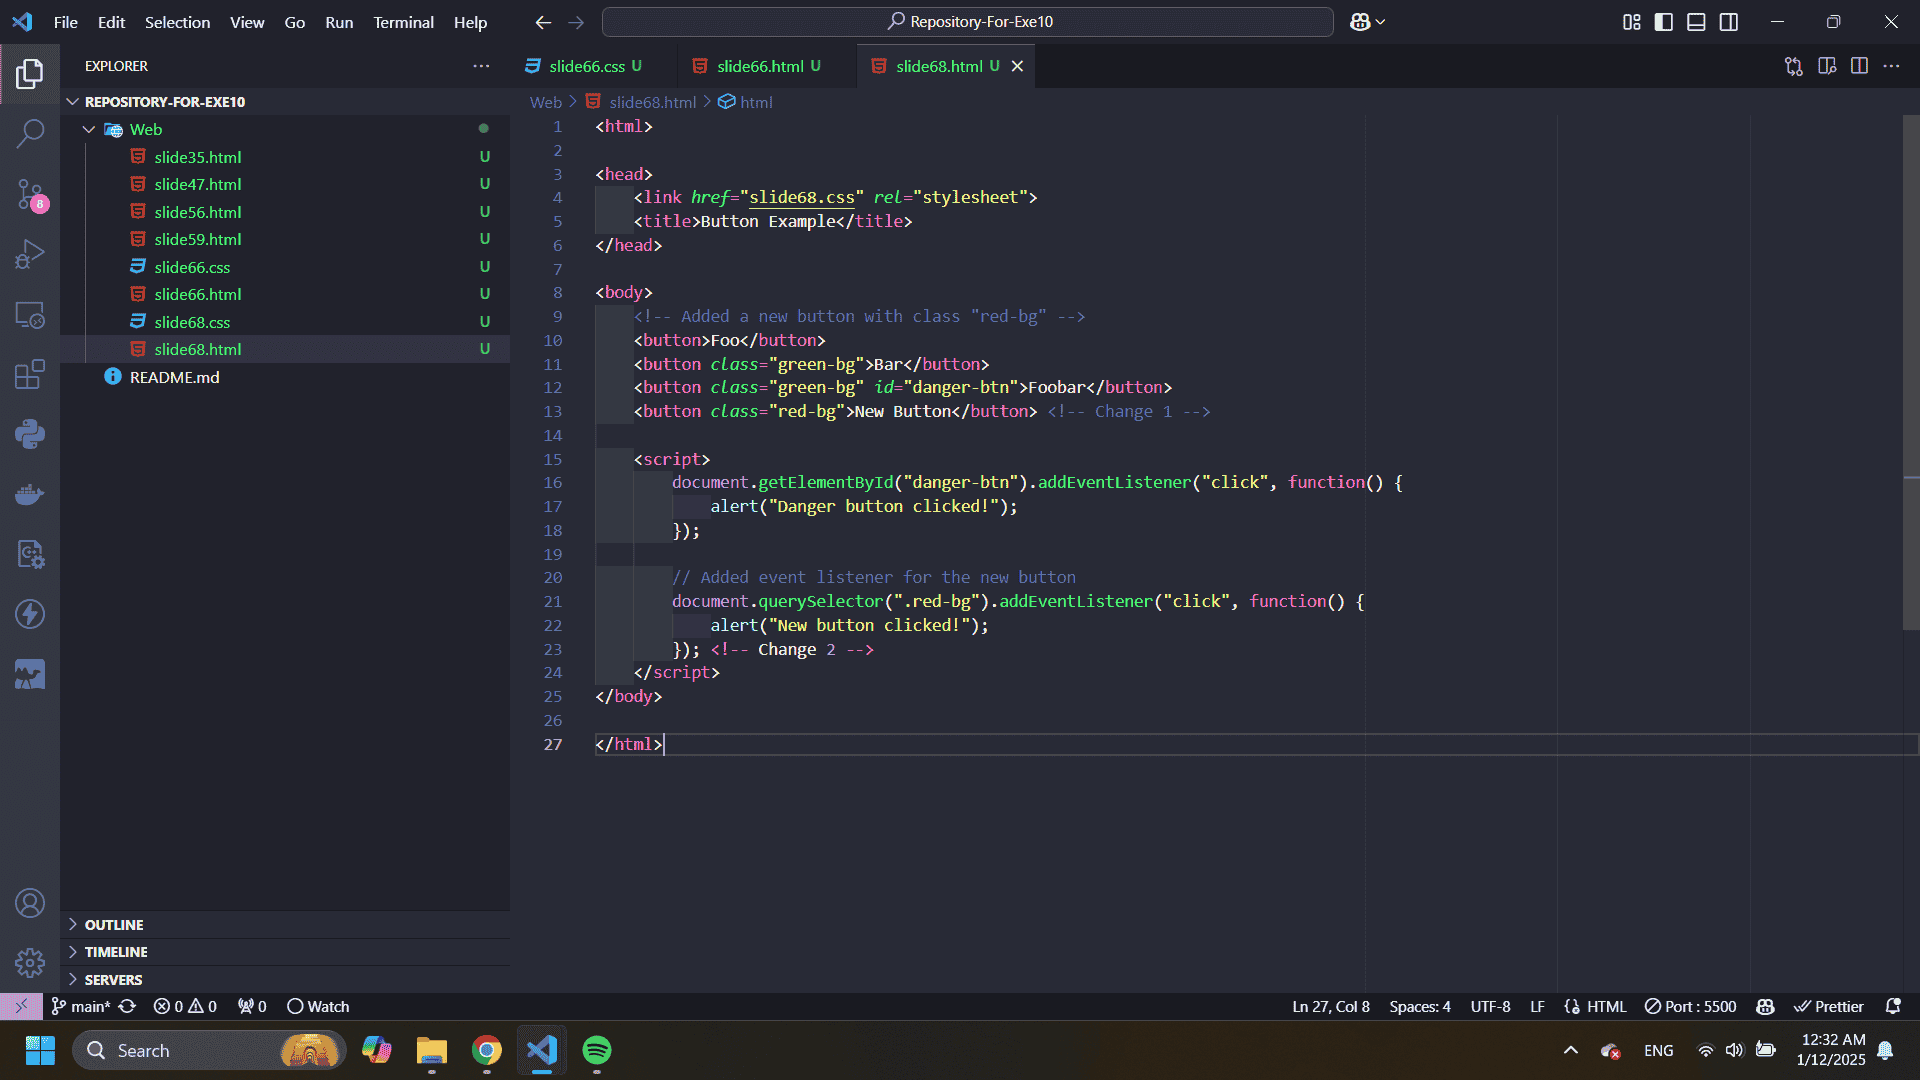 File Edit Selection View Go Run Terminal Help
Repository-For-Exe10
EXPLORER
slide66.css U
slide66.html U
slide68.html U
REPOSITORY-FOR-EXE10
Web
slide35.html U
slide47.html U
slide56.html U
slide59.html U
slide66.css U
slide66.html U
slide68.css U
slide68.html U
README.md
8
OUTLINE
TIMELINE
SERVERS
Web > slide68.html > html
1 <html>
2
3 <head>
4 <link href="slide68.css" rel="stylesheet">
5 <title>Button Example</title>
6 </head>
7
8 <body>
9 <!-- Added a new button with class "red-bg" -->
10 <button>Foo</button>
11 <button class="green-bg">Bar</button>
12 <button class="green-bg" id="danger-btn">Foobar</button>
13 <button class="red-bg">New Button</button> <!-- Change 1 -->
14
15 <script>
16 document.getElementById("danger-btn").addEventListener("click", function() {
17 alert("Danger button clicked!");
18 });
19
20 // Added event listener for the new button
21 document.querySelector(".red-bg").addEventListener("click", function() {
22 alert("New button clicked!");
23 }); <!-- Change 2 -->
24 </script>
25 </body>
26
27 </html>
main* 0 0 0 Watch
Ln 27, Col 8 Spaces: 4 UTF-8 LF HTML Port : 5500 Prettier
Search
ENG
12:32 AM
1/12/2025